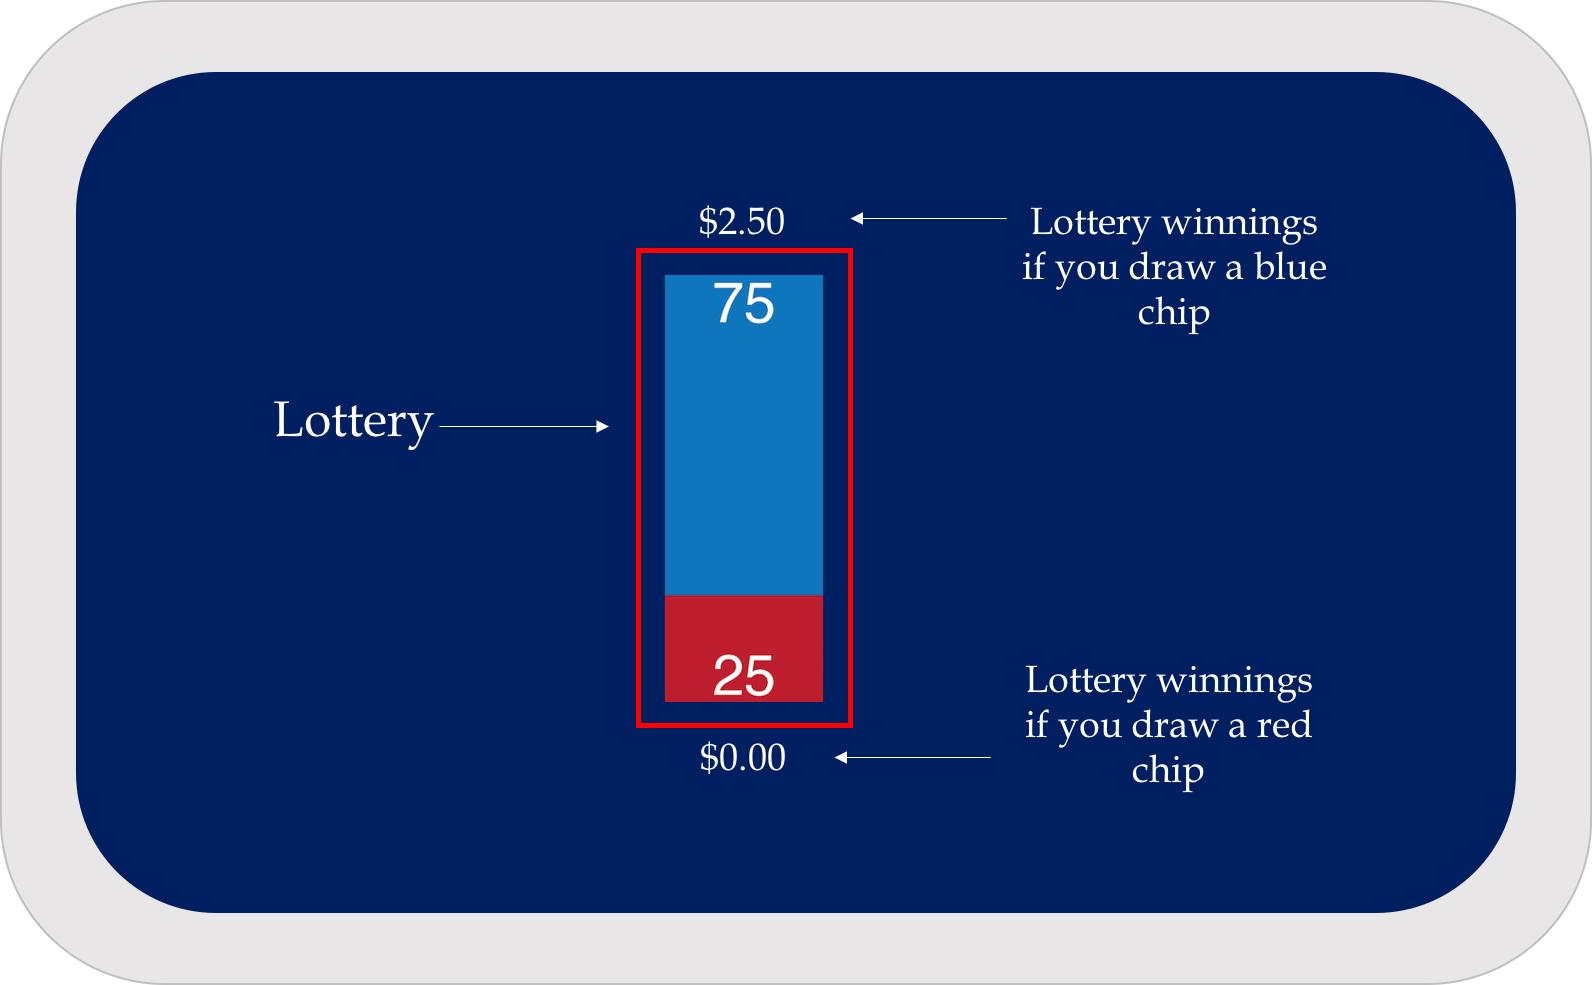 $2.50
Lottery winnings
if you draw a blue
chip
75
Lottery
25
Lottery winnings
if you draw a red
chip
$0.00